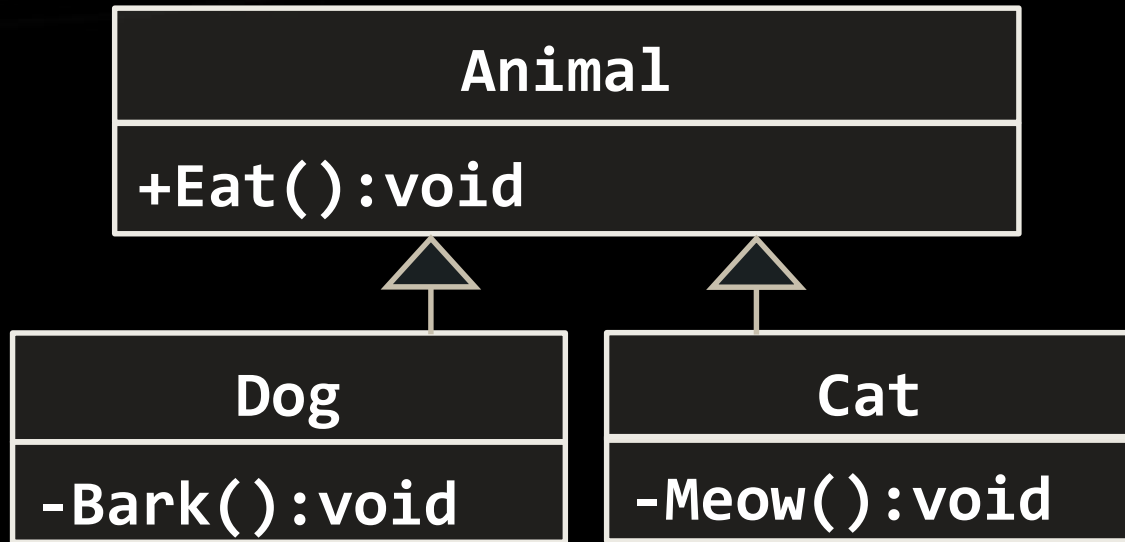 Animal
+Eat():void
Dog
-Bark():void
Cat
-Meow():void